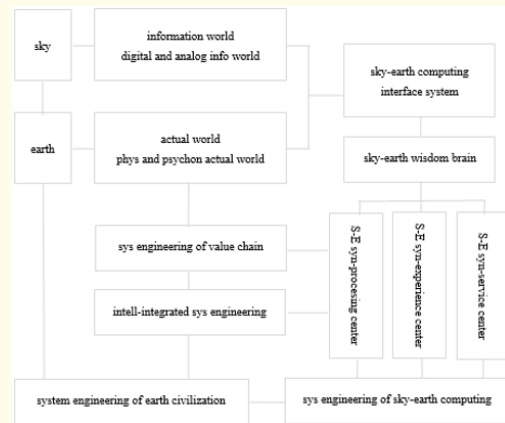 sky
information world
digital and analog info world
sky-earth computing
interface system
earth
actual world
phys and psychon actual world
sky-earth wisdom brain
S-E syn-procesing center
S-E syn-experience center
S-E syn-service center
sys engineering of value chain
intell-integrated sys engineering
system engineering of earth civilization
sys engineering of sky-earth computing